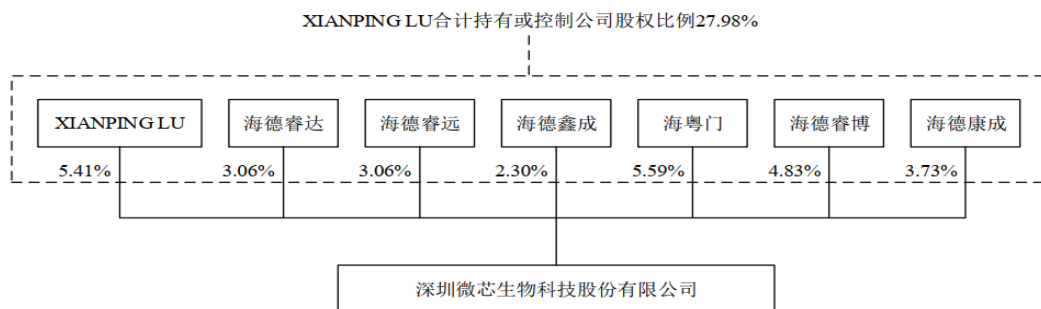 XIANPING LU合计持有或控制公司股权比例27.98%
XIANPING LU 海德睿达 海德睿远 海德鑫成 海粤门 海德睿博 海德康成
5.41% 3.06% 3.06% 2.30% 5.59% 4.83% 3.73%
深圳微芯生物科技股份有限公司